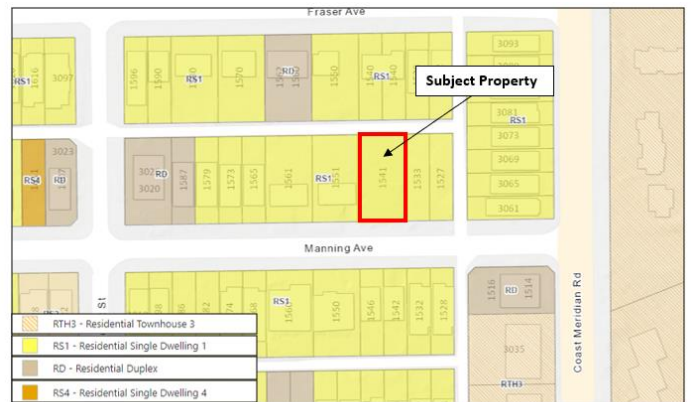 Fraser Ave
RS1
1616
3097
1596
1590
RS1
1570
RD
1550
RS1
1540
3093
Subject Property
3081
RS1
3073
3069
3065
3061
RS4
3023
RD
3020
RD
1587
1579
1573
1565
1561
RS1
1551
1541
1533
1527
Manning Ave
St
RS1
1550
1546
1542
1532
1528
1516
RD
1514
3035
RTH3
Coast Meridian Rd
RTH3 - Residential Townhouse 3
RS1 - Residential Single Dwelling 1
RD - Residential Duplex
RS4 - Residential Single Dwelling 4